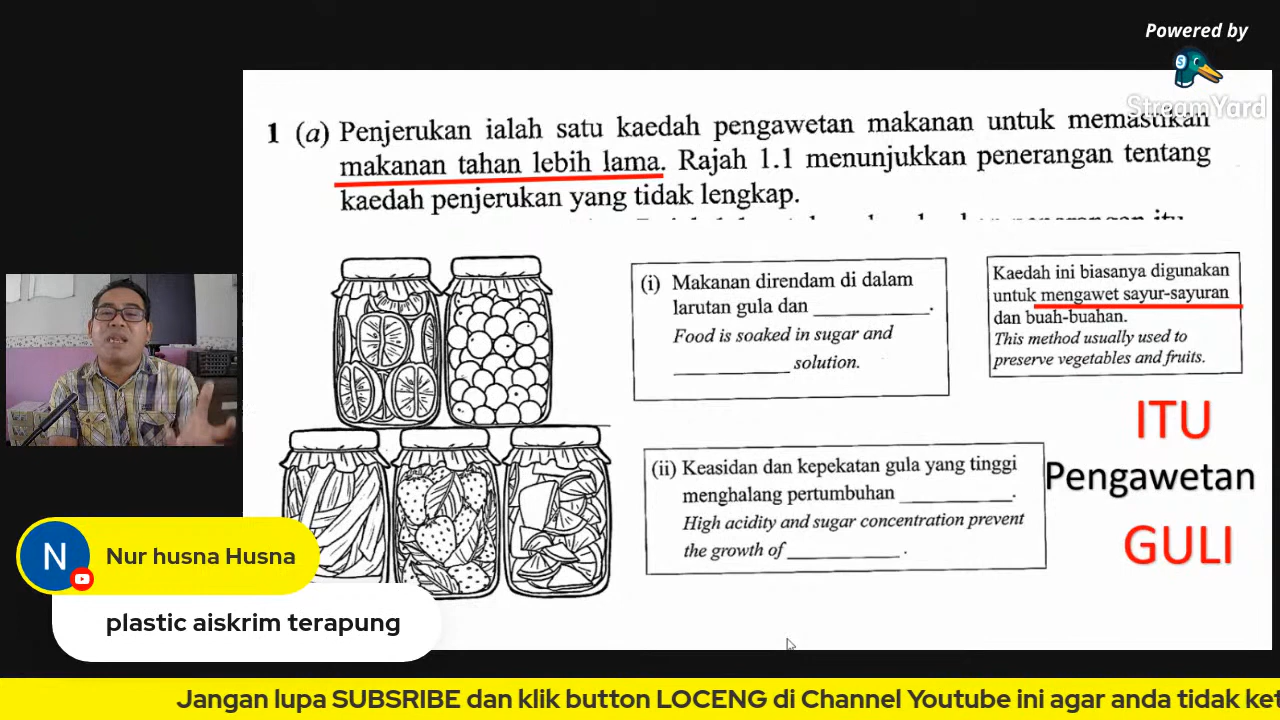 Powered by
StreamYard
1 (a) Penjerukan ialah satu kaedah pengawetan makanan untuk memastikan
makanan tahan lebih lama. Rajah 1.1 menunjukkan penerangan tentang
kaedah penjerukan yang tidak lengkap.
(i) Makanan direndam di dalam
larutan gula dan ____________.
Food is soaked in sugar and
____________ solution.
Kaedah ini biasanya digunakan
untuk mengawet sayur-sayuran
dan buah-buahan.
This method usually used to
preserve vegetables and fruits.
(ii) Keasidan dan kepekatan gula yang tinggi
menghalang pertumbuhan ____________.
High acidity and sugar concentration prevent
the growth of ____________ .
ITU
Pengawetan
GULI
N
Nur husna Husna
plastic aiskrim terapung
Jangan lupa SUBSRIBE dan klik button LOCENG di Channel Youtube ini agar anda tidak ket